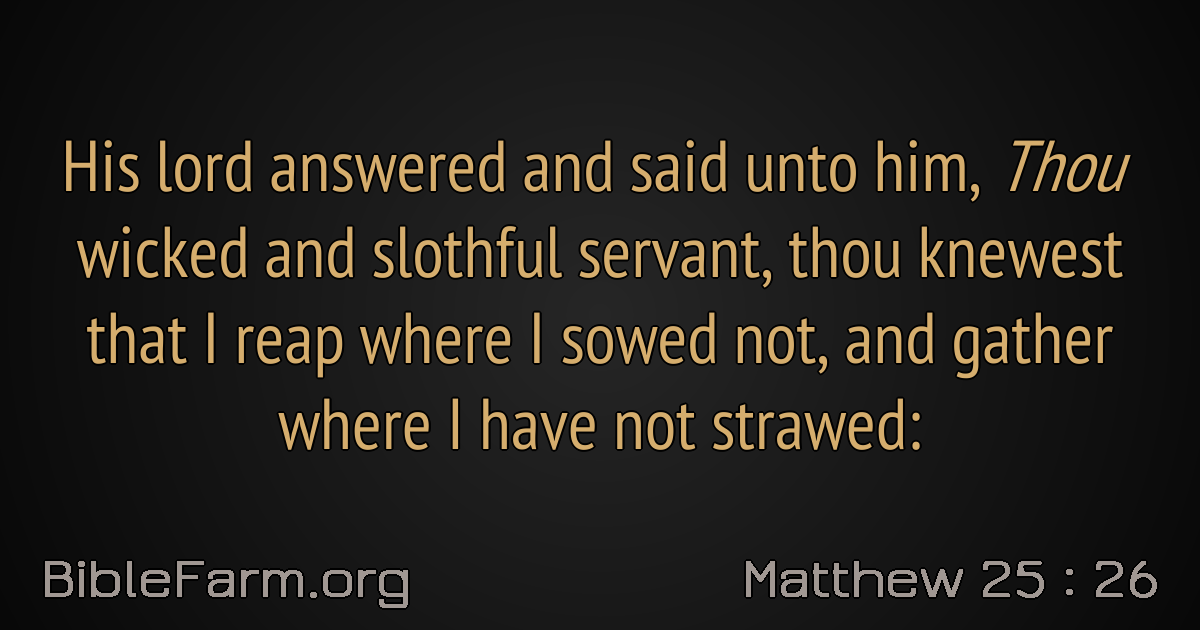 His lord answered and said unto him, Thou
wicked and slothful servant, thou knewest
that I reap where I sowed not, and gather
where I have not strawed:
BibleFarm.org
Matthew 25 : 26